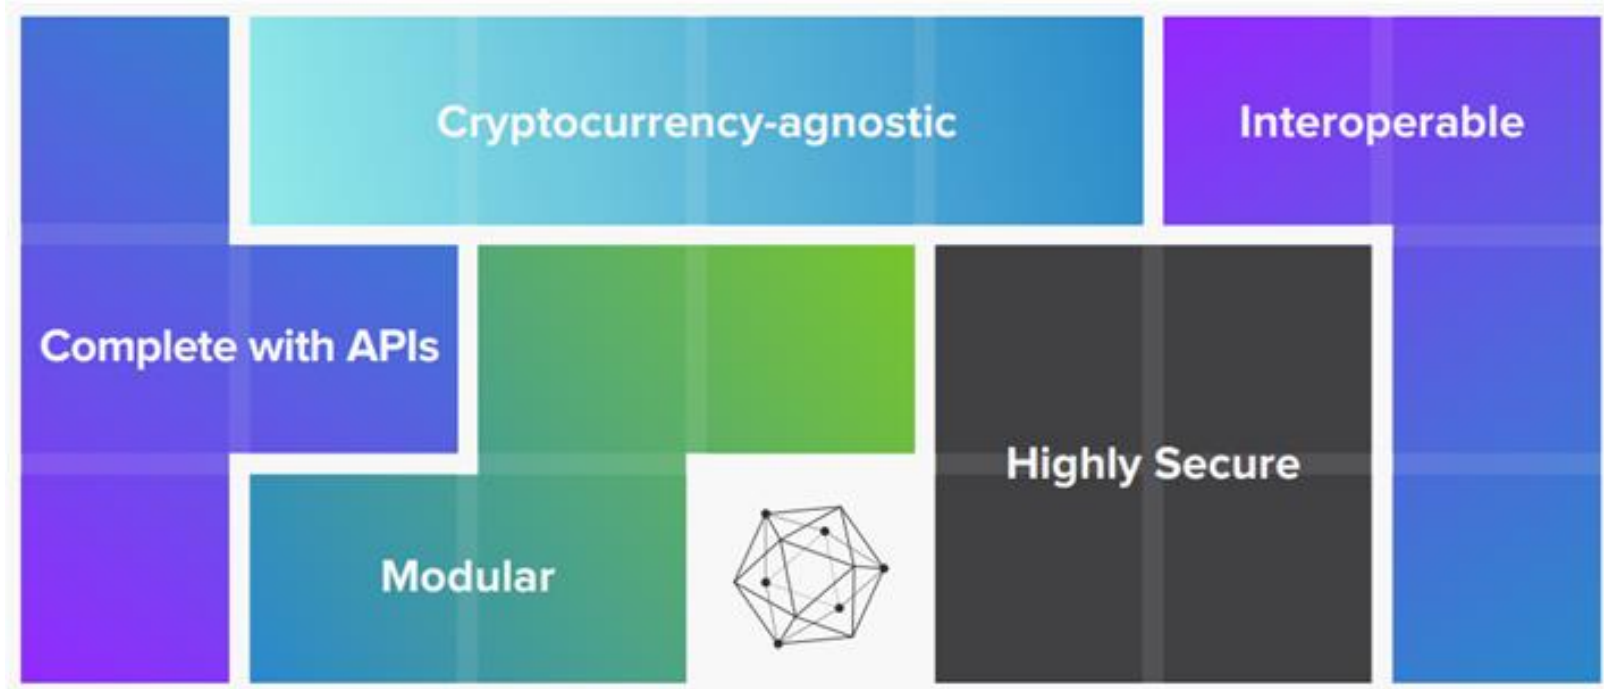 Cryptocurrency-agnostic
Interoperable
Complete with APIs
Highly Secure
Modular